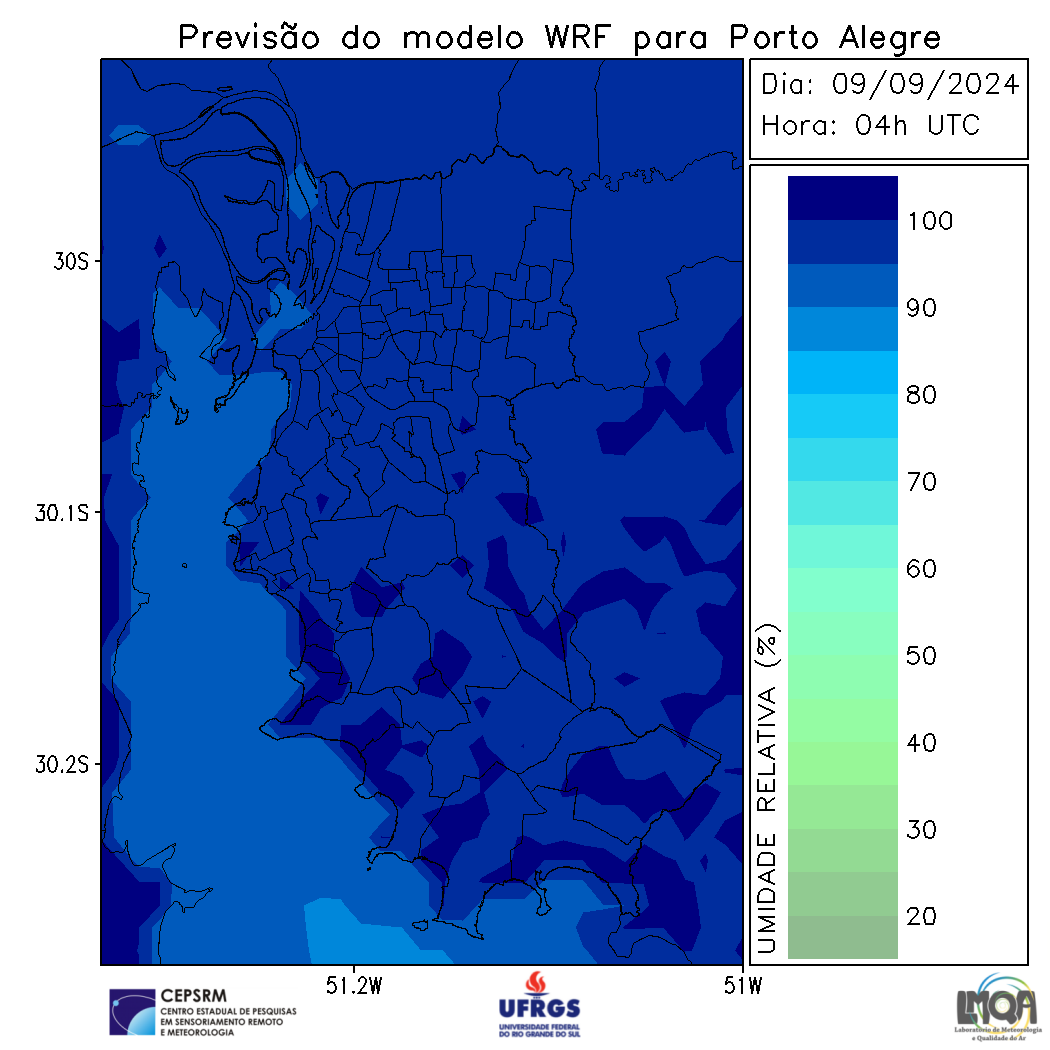 Previsão do modelo WRF para Porto Alegre
Dia: 09/09/2024
Hora: 04h UTC
30S
30.1S
30.2S
51.2W
51W
100
90
80
70
60
50
40
30
20
UMIDADE RELATIVA (%)
CEPSRM
CENTRO ESTADUAL DE PESQUISAS
EM SENSORIAMENTO REMOTO
E METEOROLOGIA
UFRGS
UNIVERSIDADE FEDERAL
DO RIO GRANDE DO SUL
LMQA
Laboratório de Meteorologia
e Qualidade do Ar